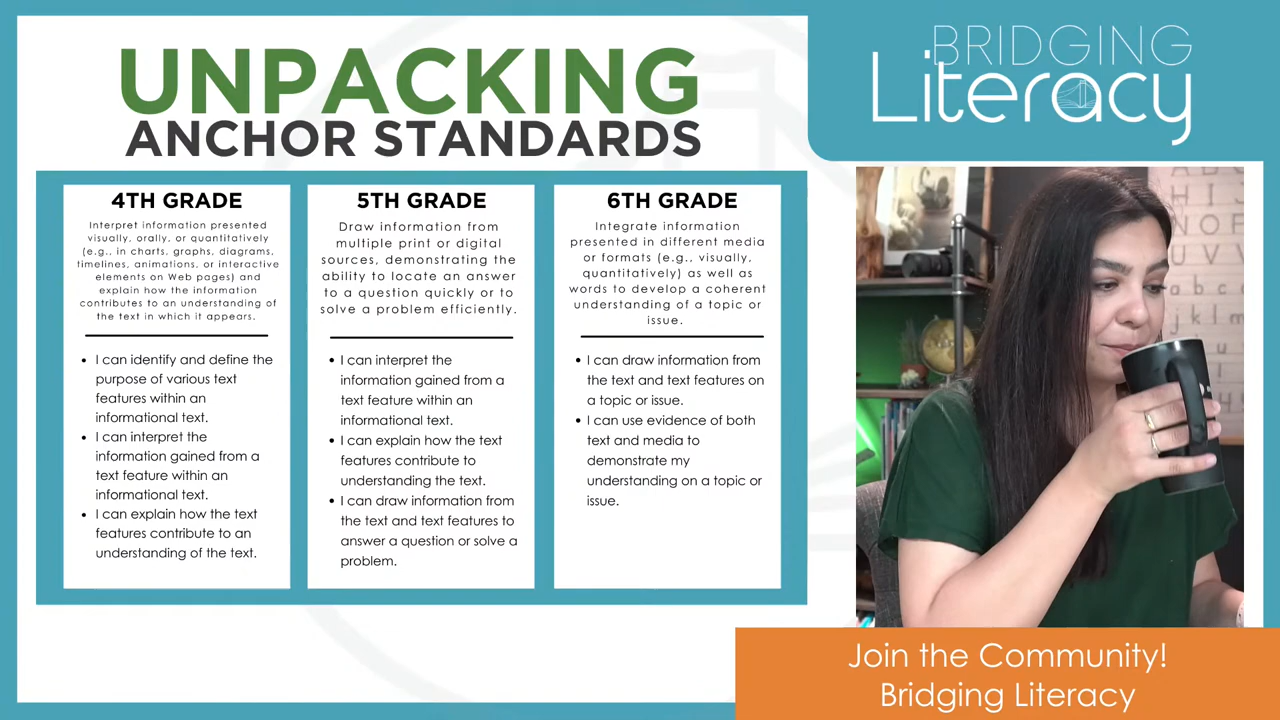 UNPACKING
ANCHOR STANDARDS
4TH GRADE
Interpret information presented
visually, orally, or quantitatively
(e.g., in charts, graphs, diagrams,
timelines, animations, or interactive
elements on Web pages) and
explain how the information
contributes to an understanding of
the text in which it appears.
• I can identify and define the
purpose of various text
features within an
informational text.
• I can interpret the
information gained from a
text feature within an
informational text.
• I can explain how the text
features contribute to an
understanding of the text.
5TH GRADE
Draw information from
multiple print or digital
sources, demonstrating the
ability to locate an answer
to a question quickly or to
solve a problem efficiently.
• I can interpret the
information gained from a
text feature within an
informational text.
• I can explain how the text
features contribute to
understanding the text.
• I can draw information from
the text and text features to
answer a question or solve a
problem.
6TH GRADE
Integrate information
presented in different media
or formats (e.g., visually,
quantitatively) as well as
words to develop a coherent
understanding of a topic or
issue.
• I can draw information from
the text and text features on
a topic or issue.
• I can use evidence of both
text and media to
demonstrate my
understanding on a topic or
issue.
BRIDGING
Literacy
Join the Community!
Bridging Literacy